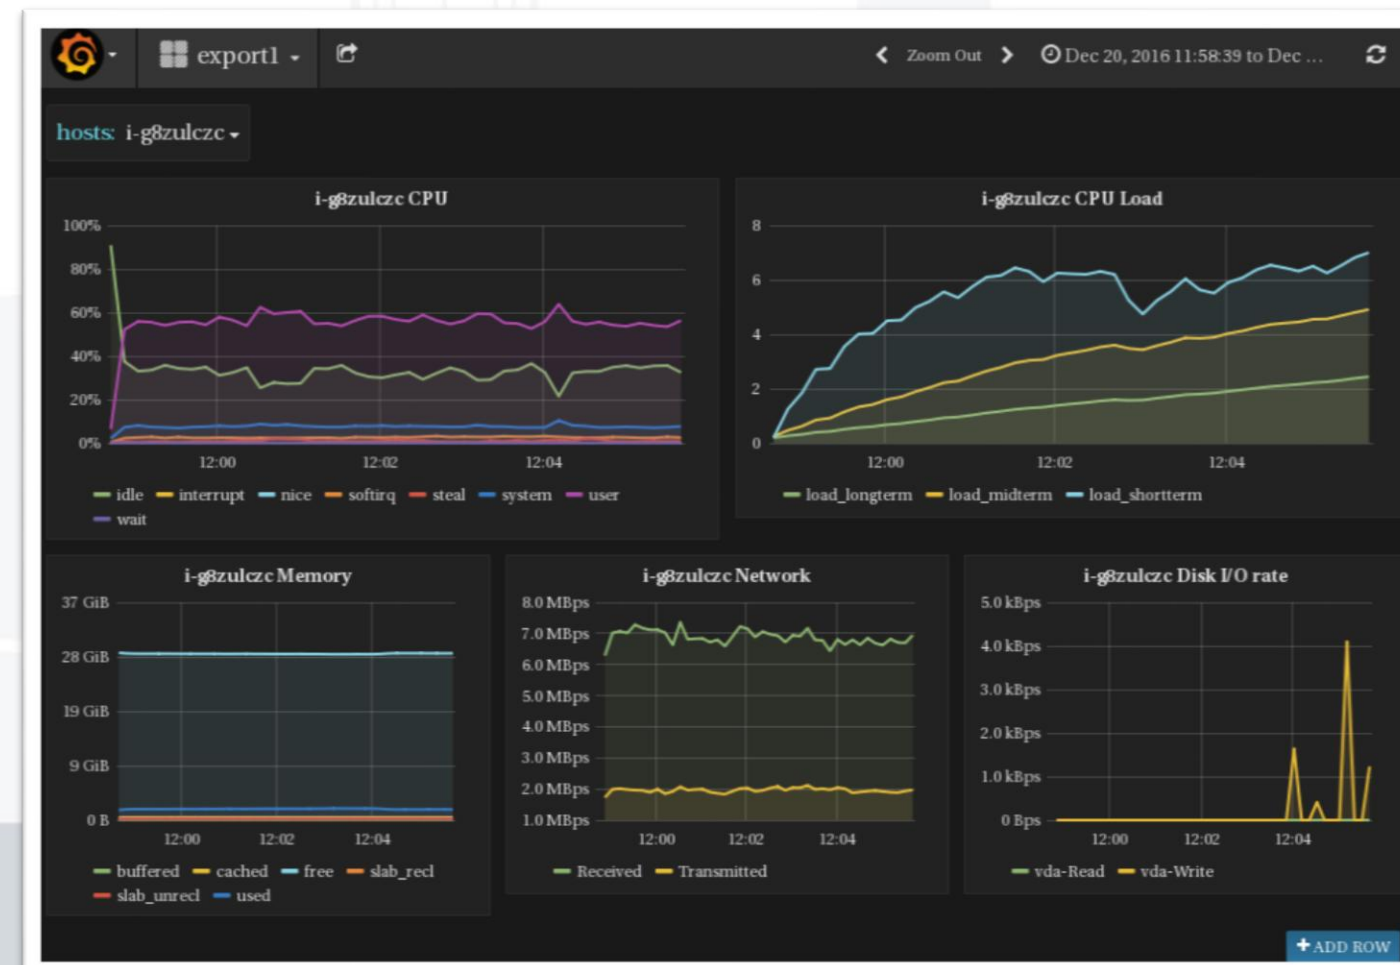 export1
Zoom Out
Dec 20, 2016 11:58:39 to Dec ...
hosts: i-g8zulczc
i-g8zulczc CPU
100%
80%
60%
40%
20%
0%
12:00 12:02 12:04
idle interrupt nice softirq steal system user
wait
i-g8zulczc CPU Load
8
6
4
2
0
12:00 12:02 12:04
load_longterm load_midterm load_shortterm
i-g8zulczc Memory
37 GiB
28 GiB
19 GiB
9 GiB
0 B
12:00 12:02 12:04
buffered cached free slab_recl
slab_unrecl used
i-g8zulczc Network
8.0 MBps
7.0 MBps
6.0 MBps
5.0 MBps
4.0 MBps
3.0 MBps
2.0 MBps
1.0 MBps
12:00 12:02 12:04
Received Transmitted
i-g8zulczc Disk I/O rate
5.0 kBps
4.0 kBps
3.0 kBps
2.0 kBps
1.0 kBps
0 Bps
12:00 12:02 12:04
vda-Read vda-Write
+ ADD ROW